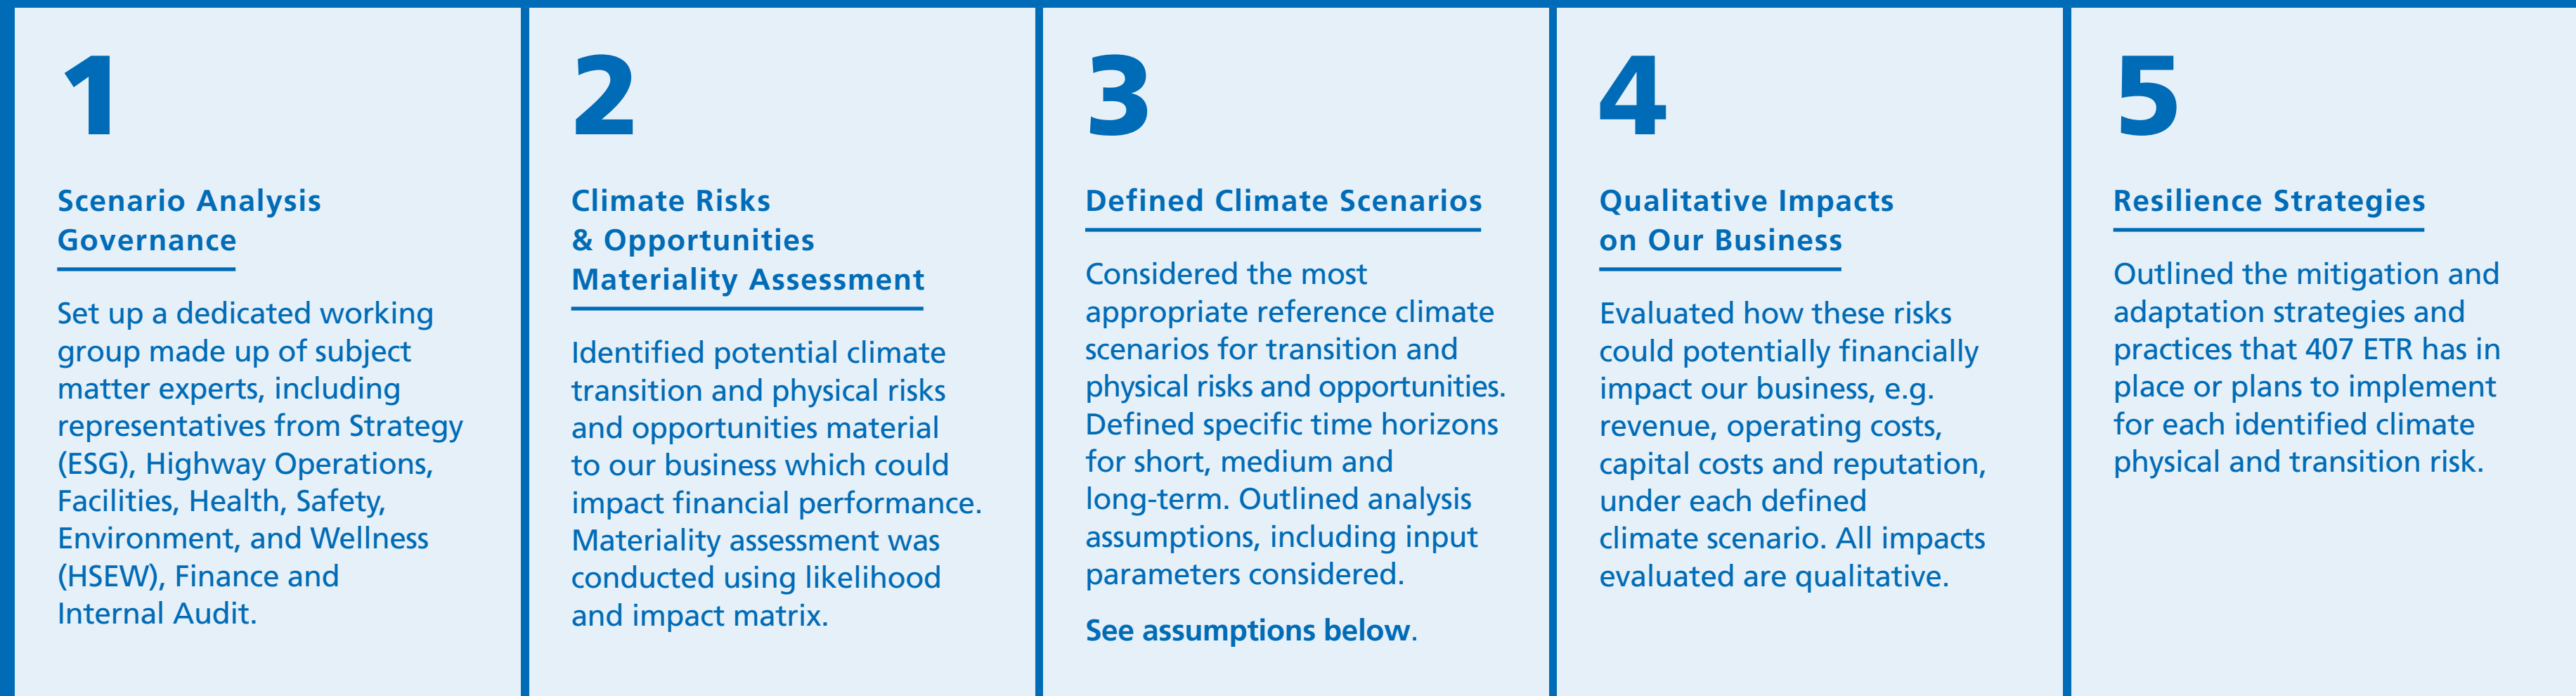 1
Scenario Analysis
Governance
Set up a dedicated working
group made up of subject
matter experts, including
representatives from Strategy
(ESG), Highway Operations,
Facilities, Health, Safety,
Environment, and Wellness
(HSEW), Finance and
Internal Audit.
2
Climate Risks
& Opportunities
Materiality Assessment
Identified potential climate
transition and physical risks
and opportunities material
to our business which could
impact financial performance.
Materiality assessment was
conducted using likelihood
and impact matrix.
3
Defined Climate Scenarios
Considered the most
appropriate reference climate
scenarios for transition and
physical risks and opportunities.
Defined specific time horizons
for short, medium and
long-term. Outlined analysis
assumptions, including input
parameters considered.
See assumptions below.
4
Qualitative Impacts
on Our Business
Evaluated how these risks
could potentially financially
impact our business, e.g.
revenue, operating costs,
capital costs and reputation,
under each defined
climate scenario. All impacts
evaluated are qualitative.
5
Resilience Strategies
Outlined the mitigation and
adaptation strategies and
practices that 407 ETR has in
place or plans to implement
for each identified climate
physical and transition risk.